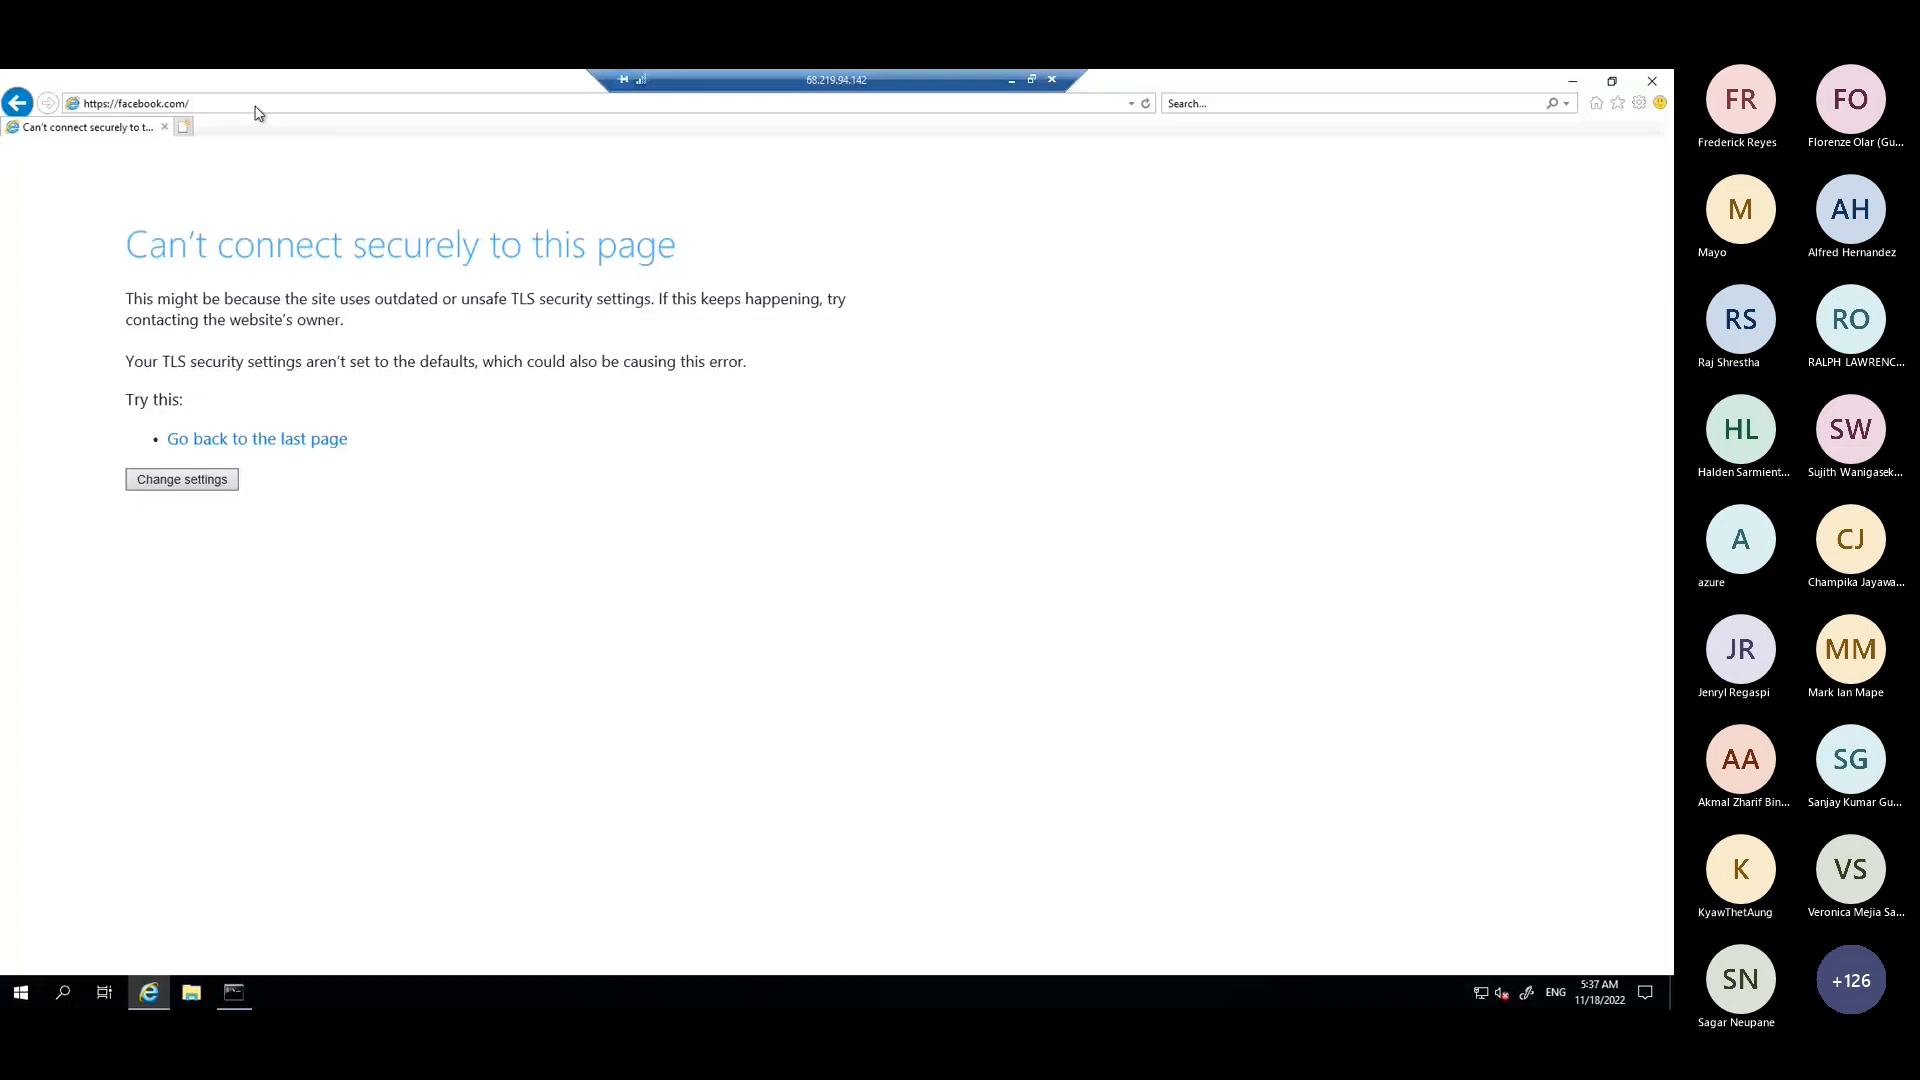 68.219.94.142
https://facebook.com/
Search...
Can't connect securely to t...
Can't connect securely to this page
This might be because the site uses outdated or unsafe TLS security settings. If this keeps happening, try
contacting the website's owner.
Your TLS security settings aren't set to the defaults, which could also be causing this error.
Try this:
• Go back to the last page
Change settings
ENG
5:37 AM
11/18/2022
FR
Frederick Reyes
FO
Florenze Olar (Gu...
M
Mayo
AH
Alfred Hernandez
RS
Raj Shrestha
RO
RALPH LAWRENC...
HL
Halden Sarmient...
SW
Sujith Wanigasek...
A
azure
CJ
Champika Jayawa...
JR
Jenryl Regaspi
MM
Mark Ian Mape
AA
Akmal Zharif Bin...
SG
Sanjay Kumar Gu...
K
KyawThetAung
VS
Veronica Mejia Sa...
SN
Sagar Neupane
+126